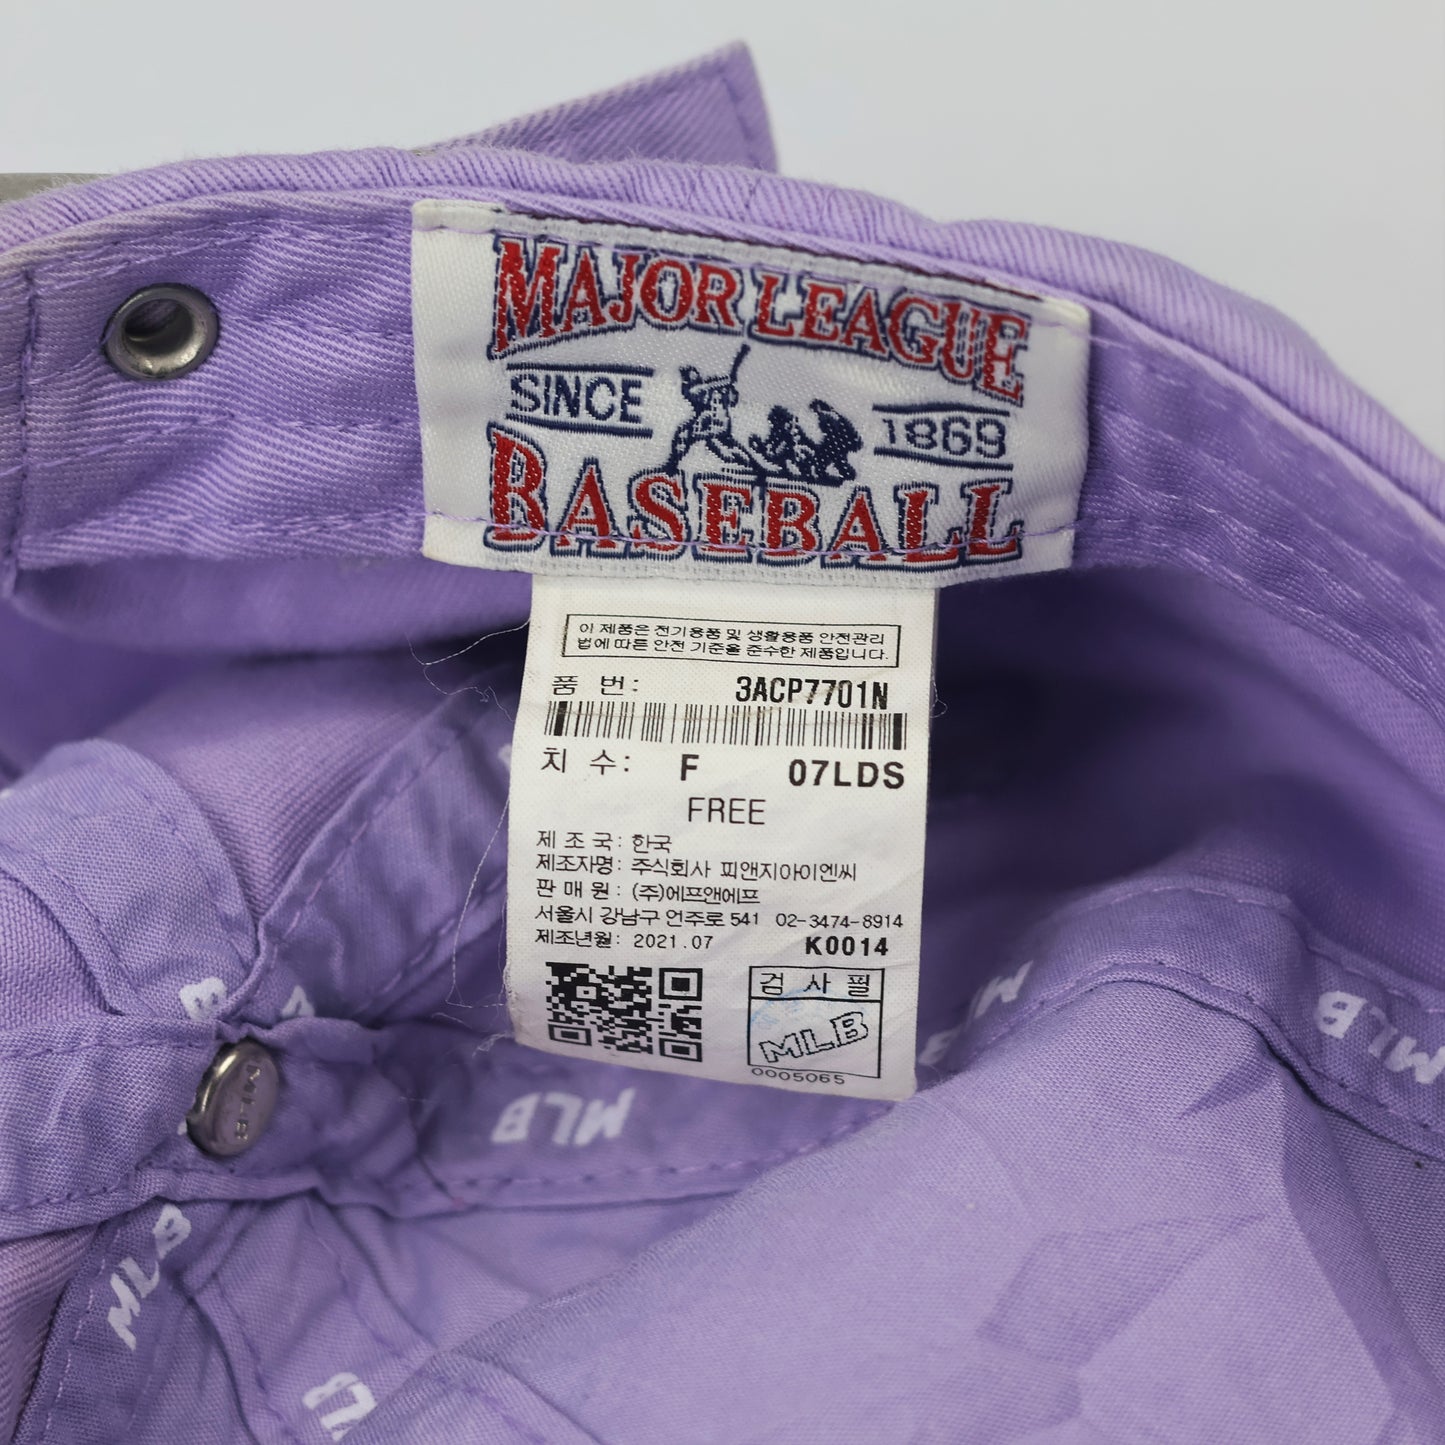 MAJOR LEAGUE
SINCE 1869
BASEBALL
이 제품은 전기용품 및 생활용품 안전관리
법에 따른 안전 기준을 준수한 제품입니다.
품 번: 3ACP7701N
치 수: F 07LDS
FREE
제 조 국: 한국
제조자명: 주식회사 피앤지아이엔씨
판 매 원: (주)에프앤에프
서울시 강남구 언주로 541 02-3474-8914
제조년월: 2021.07 K0014
검 사 필
MLB
0005065
MLB
MLB
MLB
MLB